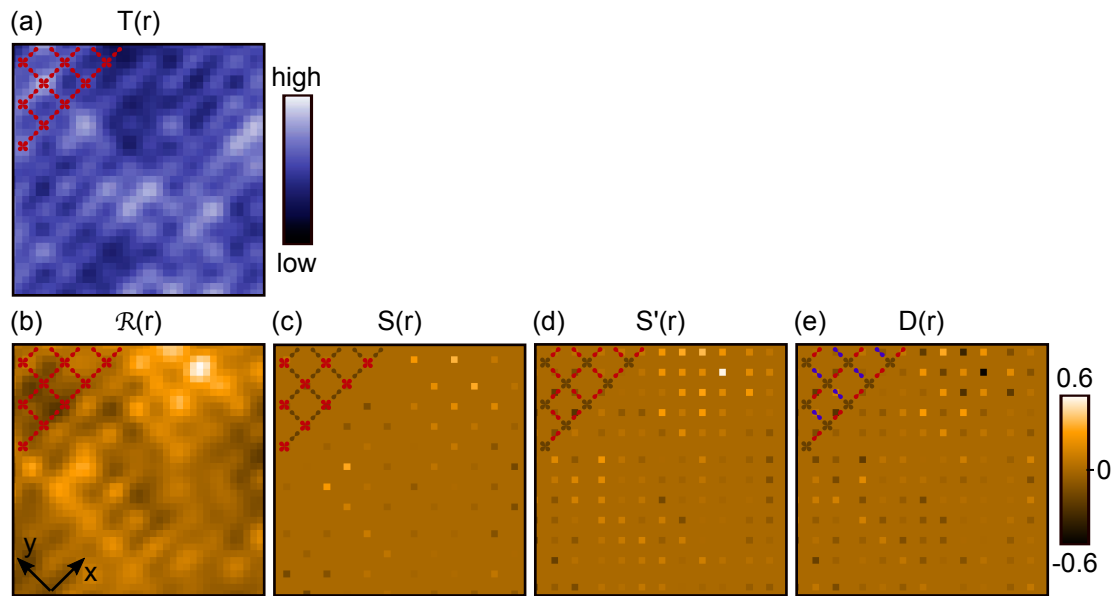 (a) T(r)
high
low
(b) ℛ(r) (c) S(r) (d) S'(r) (e) D(r)
0.6
0
-0.6
y
x